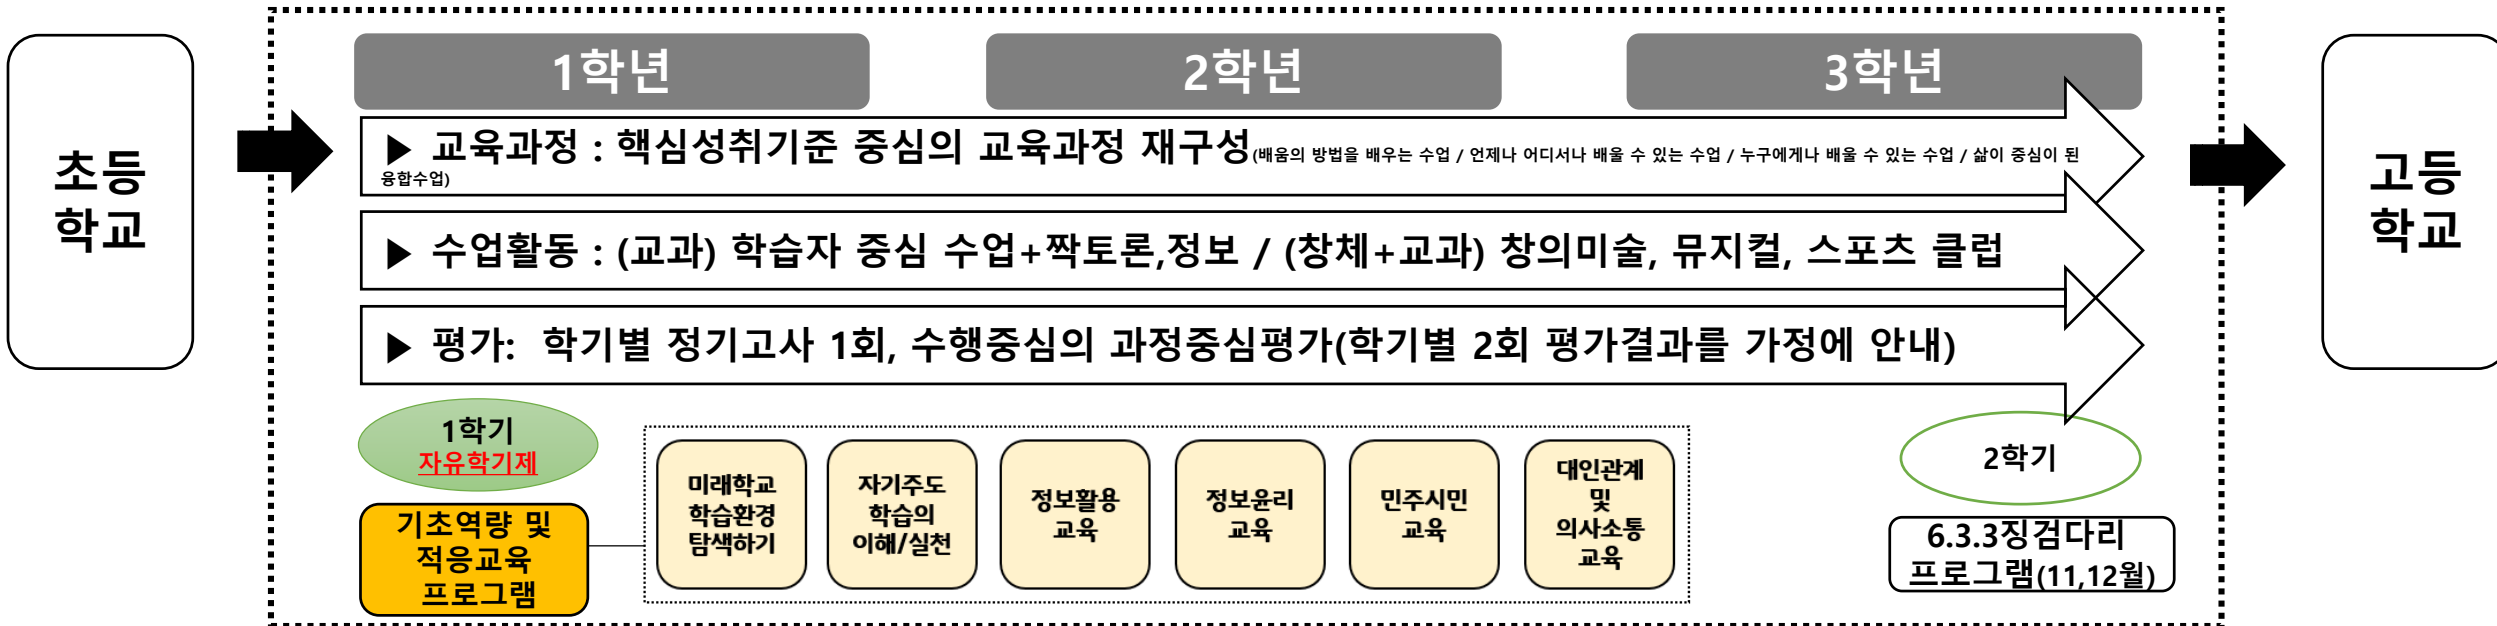 초등
학교
1학년
2학년
3학년
▶ 교육과정 : 핵심성취기준 중심의 교육과정 재구성(배움의 방법을 배우는 수업 / 언제나 어디서나 배울 수 있는 수업 / 누구에게나 배울 수 있는 수업 / 삶이 중심이 된
융합수업)
▶ 수업활동 : (교과) 학습자 중심 수업+짝토론,정보 / (창체+교과) 창의미술, 뮤지컬, 스포츠 클럽
▶ 평가: 학기별 정기고사 1회, 수행중심의 과정중심평가(학기별 2회 평가결과를 가정에 안내)
1학기
자유학기제
기초역량 및
적응교육
프로그램
미래학교
학습환경
탐색하기
자기주도
학습의
이해/실천
정보활용
교육
정보윤리
교육
민주시민
교육
대인관계
및
의사소통
교육
2학기
6.3.3징검다리
프로그램(11,12월)
고등
학교